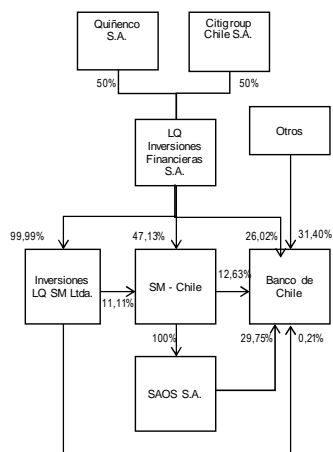 Quiñenco
S.A.
Citigroup
Chile S.A.
50%
50%
LQ
Inversiones
Financieras
S.A.
Otros
99,99%
47,13%
26,02%
31,40%
Inversiones
LQ SM Ltda.
11,11%
SM - Chile
12,63%
Banco de
Chile
100%
29,75%
0,21%
SAOS S.A.